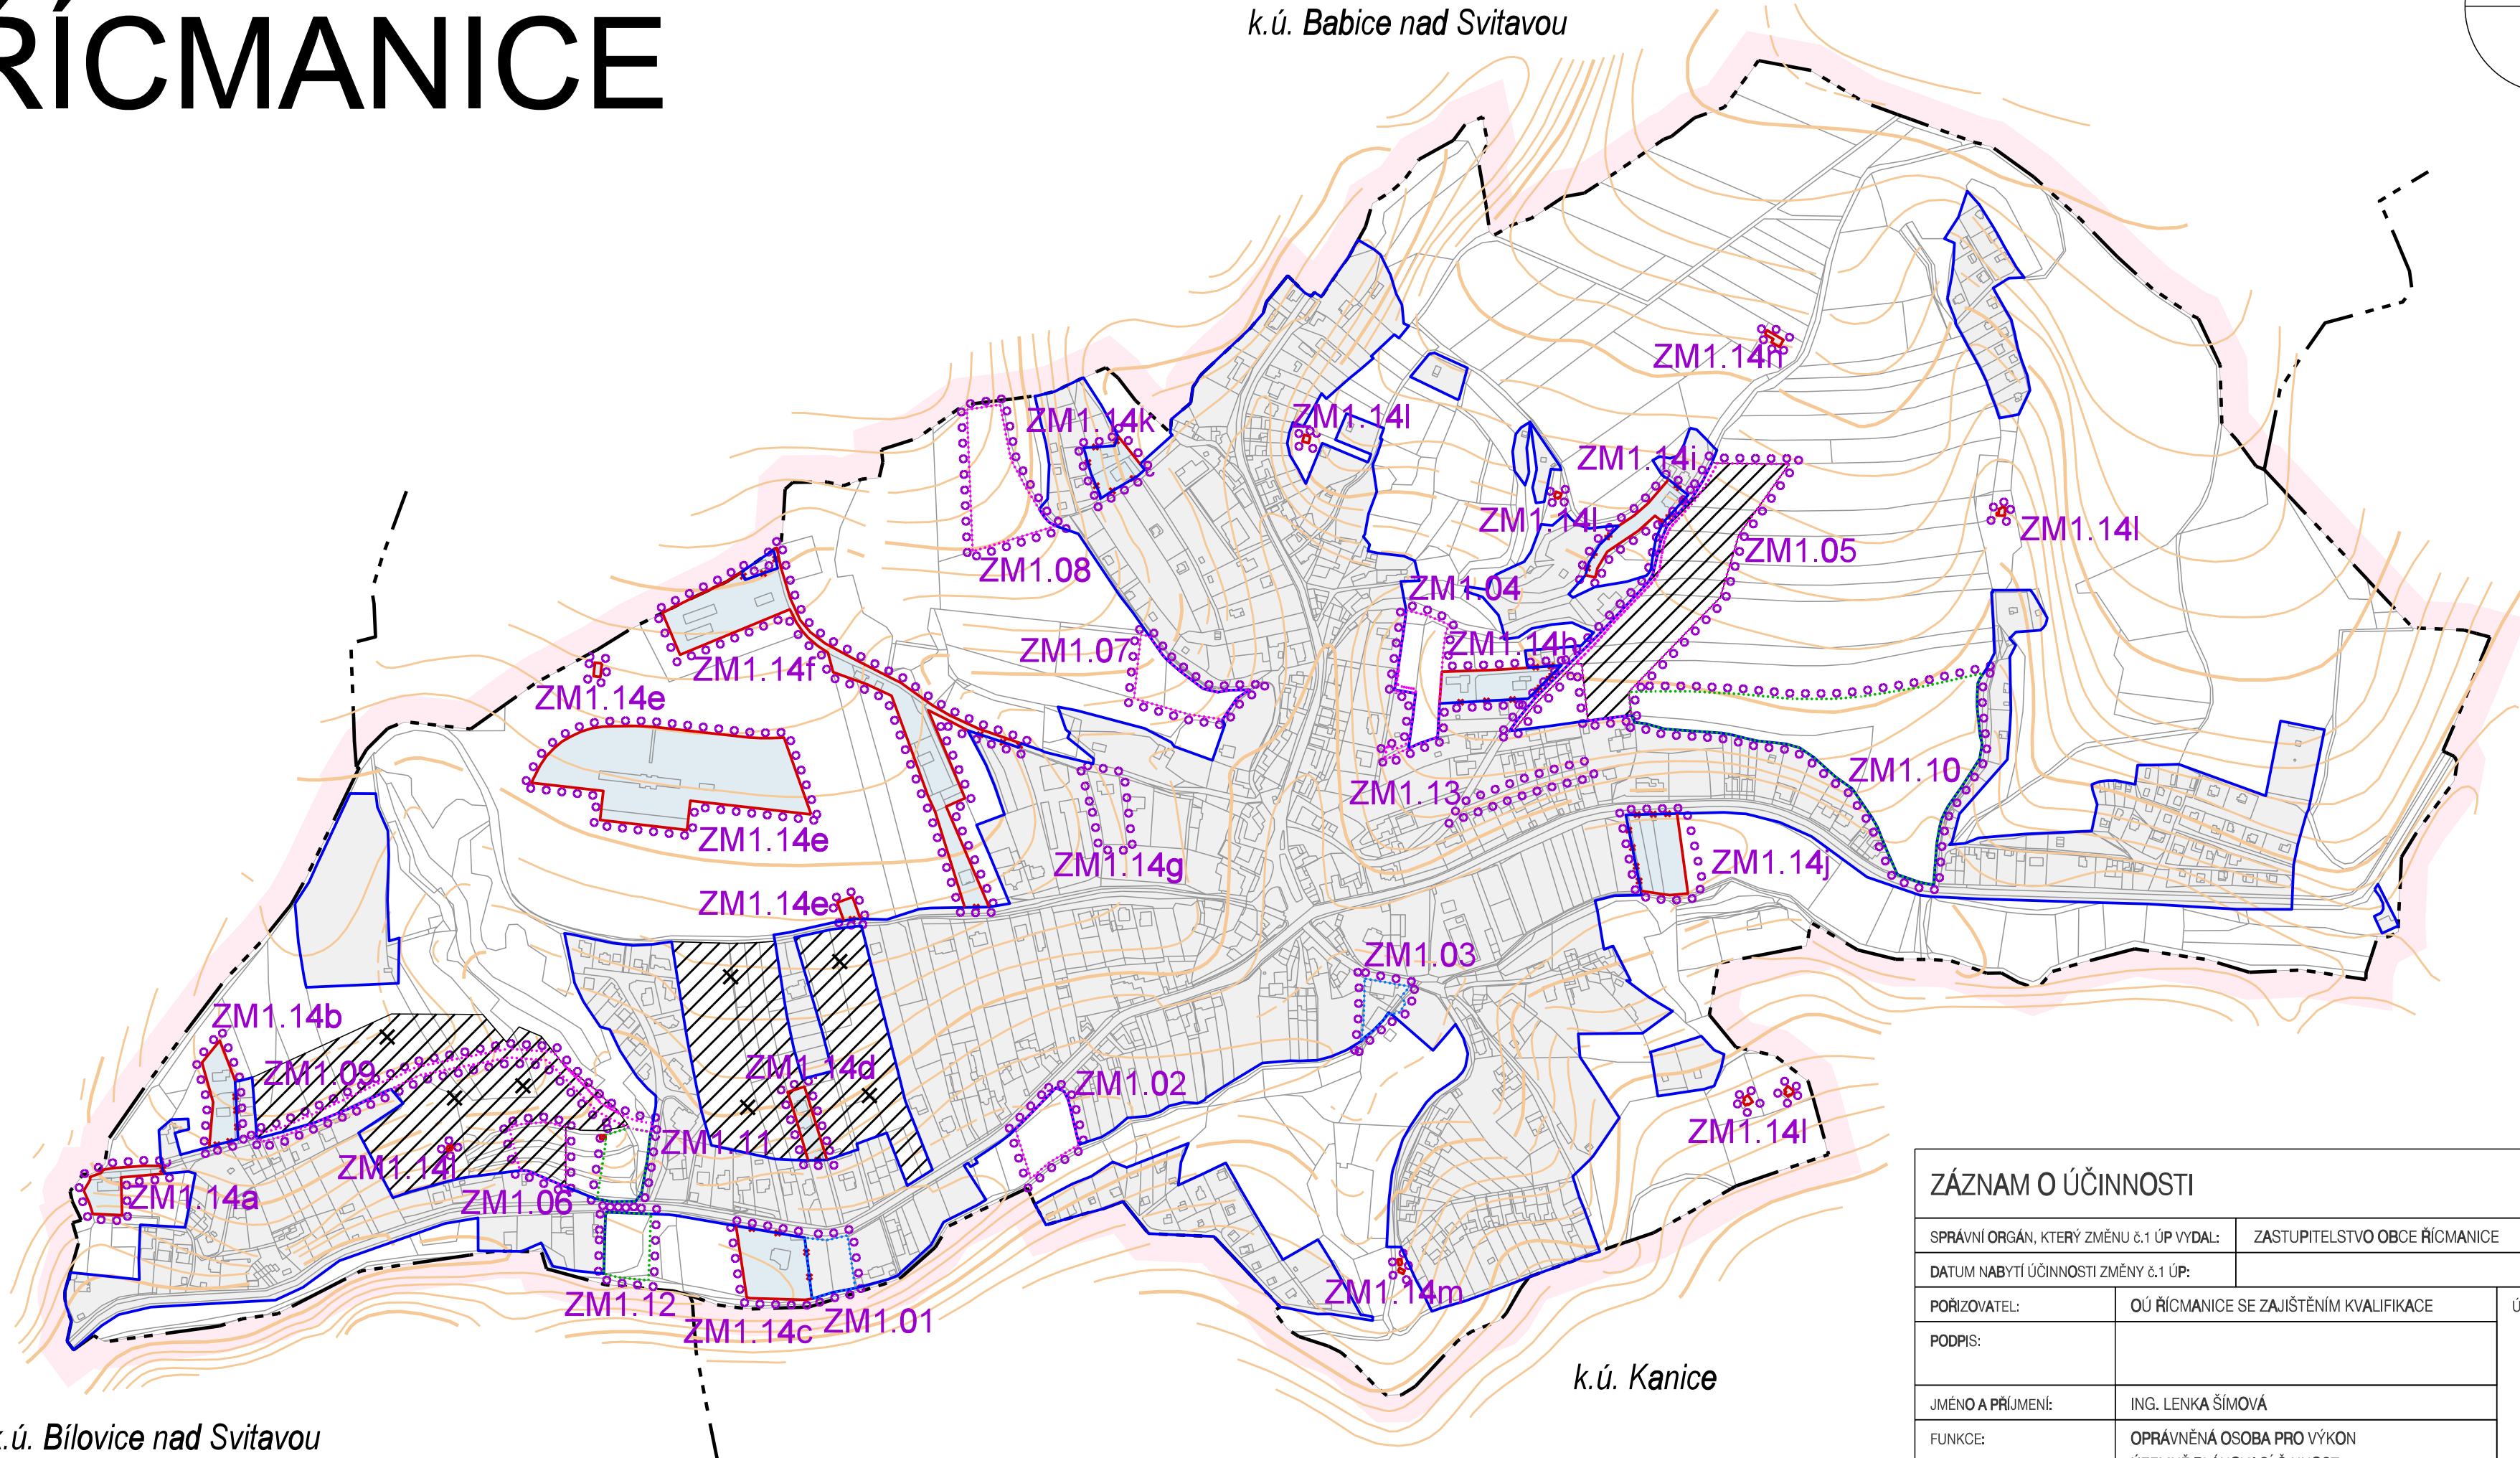 ŘÍCMANICE
k.ú. Babice nad Svitavou
ZM1.14n
ZM1.14k
ZM1.14l
ZM1.14i
ZM1.14l
ZM1.14l
ZM1.05
ZM1.08
ZM1.04
ZM1.07
ZM1.14h
ZM1.14f
ZM1.14e
ZM1.10
ZM1.13
ZM1.14e
ZM1.14g
ZM1.14j
ZM1.14e
ZM1.03
ZM1.14b
ZM1.09
ZM1.14d
ZM1.02
ZM1.11
ZM1.14l
ZM1.14l
ZM1.14a
ZM1.06
ZM1.12
ZM1.14c
ZM1.01
ZM1.14m
k.ú. Kanice
k.ú. Bílovice nad Svitavou
ZÁZNAM O ÚČINNOSTI
SPRÁVNÍ ORGÁN, KTERÝ ZMĚNU č.1 ÚP VYDAL: ZASTUPITELSTVO OBCE ŘÍCMANICE
DATUM NABYTÍ ÚČINNOSTI ZMĚNY č.1 ÚP:
POŘIZOVATEL: OÚ ŘÍCMANICE SE ZAJIŠTĚNÍM KVALIFIKACE
PODPIS:
JMÉNO A PŘÍJMENÍ: ING. LENKA ŠÍMOVÁ
FUNKCE: OPRÁVNĚNÁ OSOBA PRO VÝKON